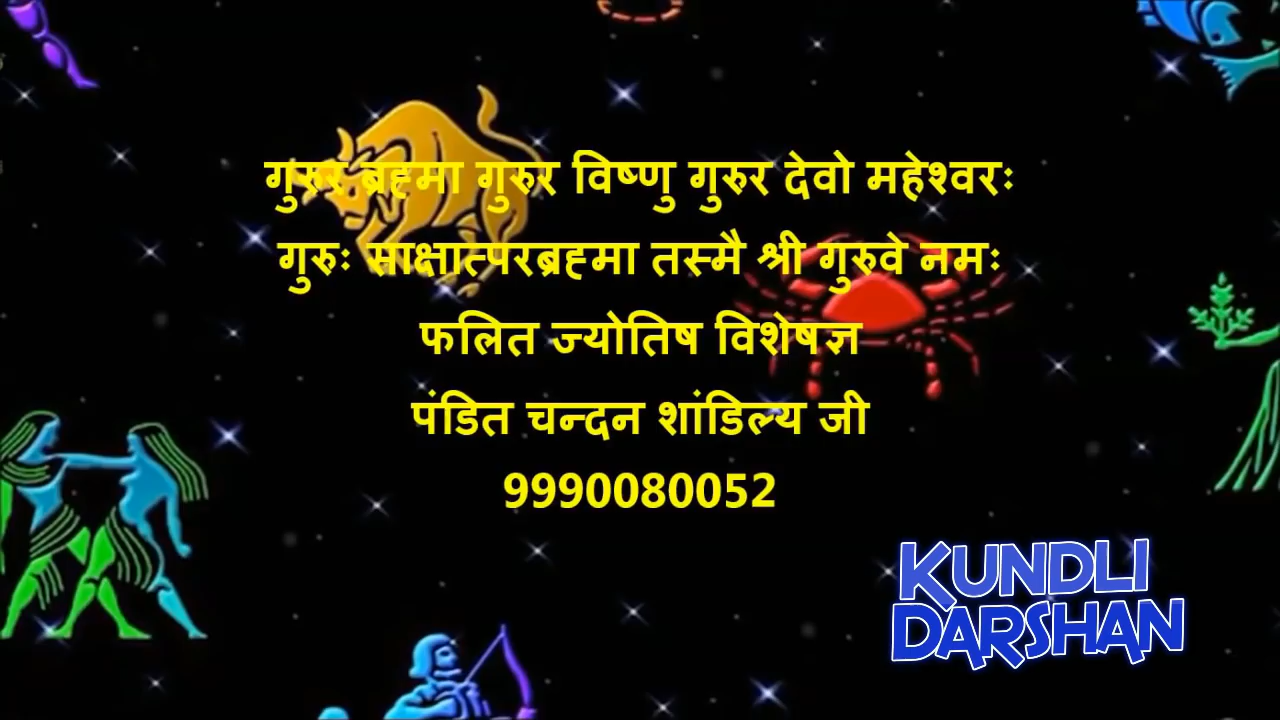 गुरुर ब्रह्मा गुरुर विष्णु गुरुर देवो महेश्वरः
गुरुः साक्षात्परब्रह्मा तस्मै श्री गुरुवे नमः
फलित ज्योतिष विशेषज्ञ
पंडित चन्दन शांडिल्य जी
9990080052
KUNDLI
DARSHAN